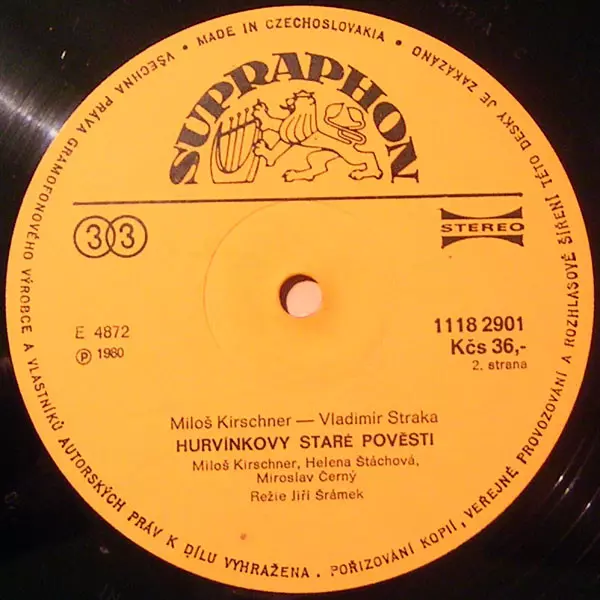 VŠECHNA PRÁVA GRAMOFONOVÉHO VÝROBCE A VLASTNÍKŮ AUTORSKÝCH PRÁV K DÍLU VYHRAŽENA • POŘIZOVÁNÍ KOPIÍ, VEŘEJNÉ PROVOZOVÁNÍ A ROZHLASOVÉ ŠÍŘENÍ TÉTO DESKY JE ZAKÁZÁNO • MADE IN CZECHOSLOVAKIA •
SUPRAPHON
33
STEREO
E 4872
1118 2901
Ⓟ 1980
Kčs 36,-
2. strana
Miloš Kirschner — Vladimír Straka
HURVÍNKOVY STARÉ POVĚSTI
Miloš Kirschner, Helena Štáchová,
Miroslav Černý
Režie Jiří Šrámek